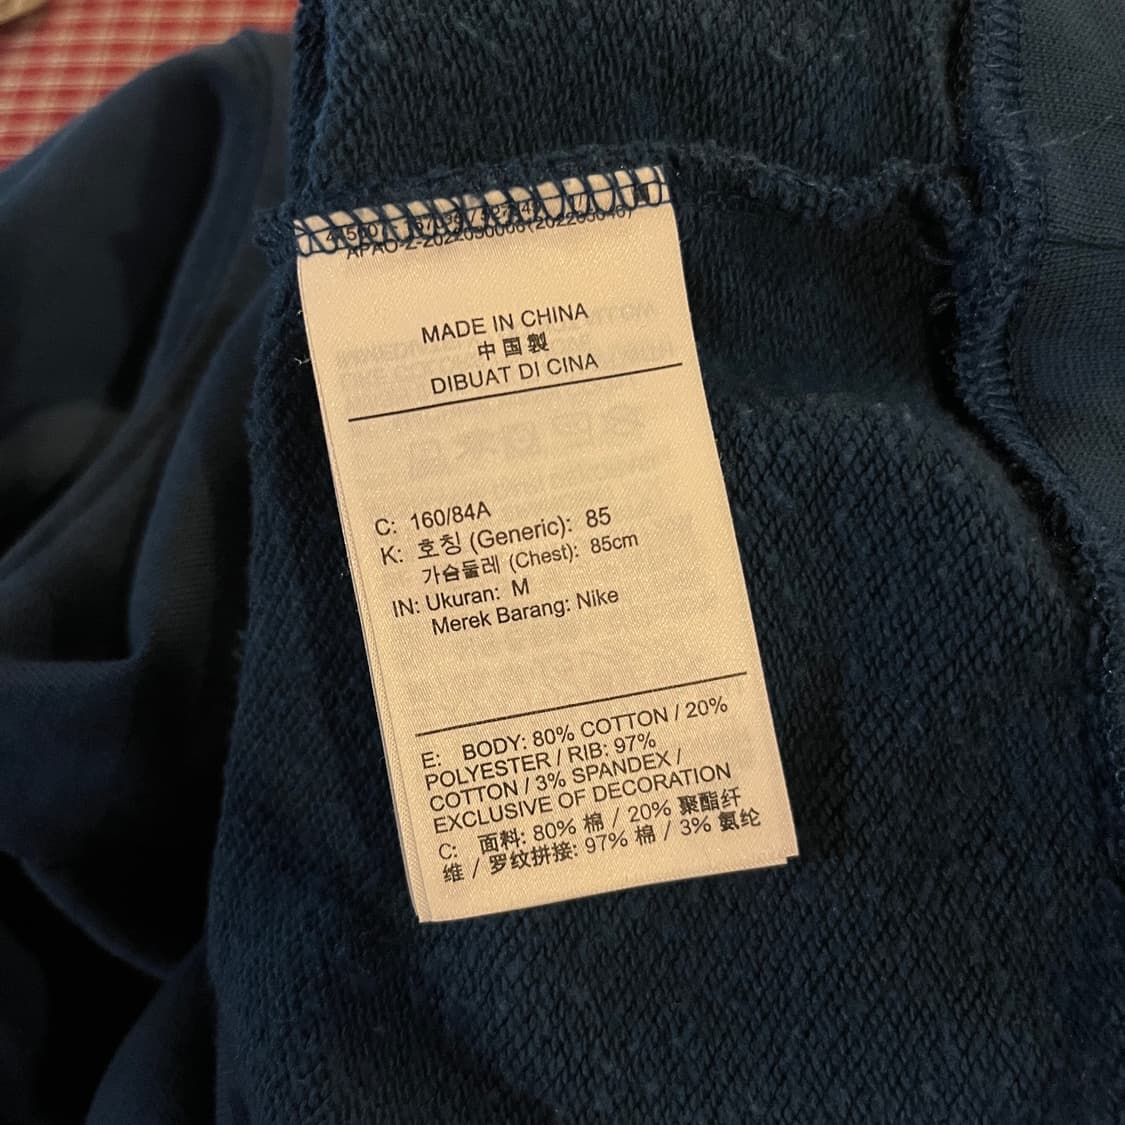 APAO-Z-2022050006(20220504
MADE IN CHINA
中国製
DIBUAT DI CINA
C: 160/84A
K: 호칭 (Generic): 85
가슴둘레 (Chest): 85cm
IN: Ukuran: M
Merek Barang: Nike
E: BODY: 80% COTTON / 20%
POLYESTER / RIB: 97%
COTTON / 3% SPANDEX /
EXCLUSIVE OF DECORATION
C: 面料: 80% 棉 / 20% 聚酯纤
维 / 罗纹拼接: 97% 棉 / 3% 氨纶